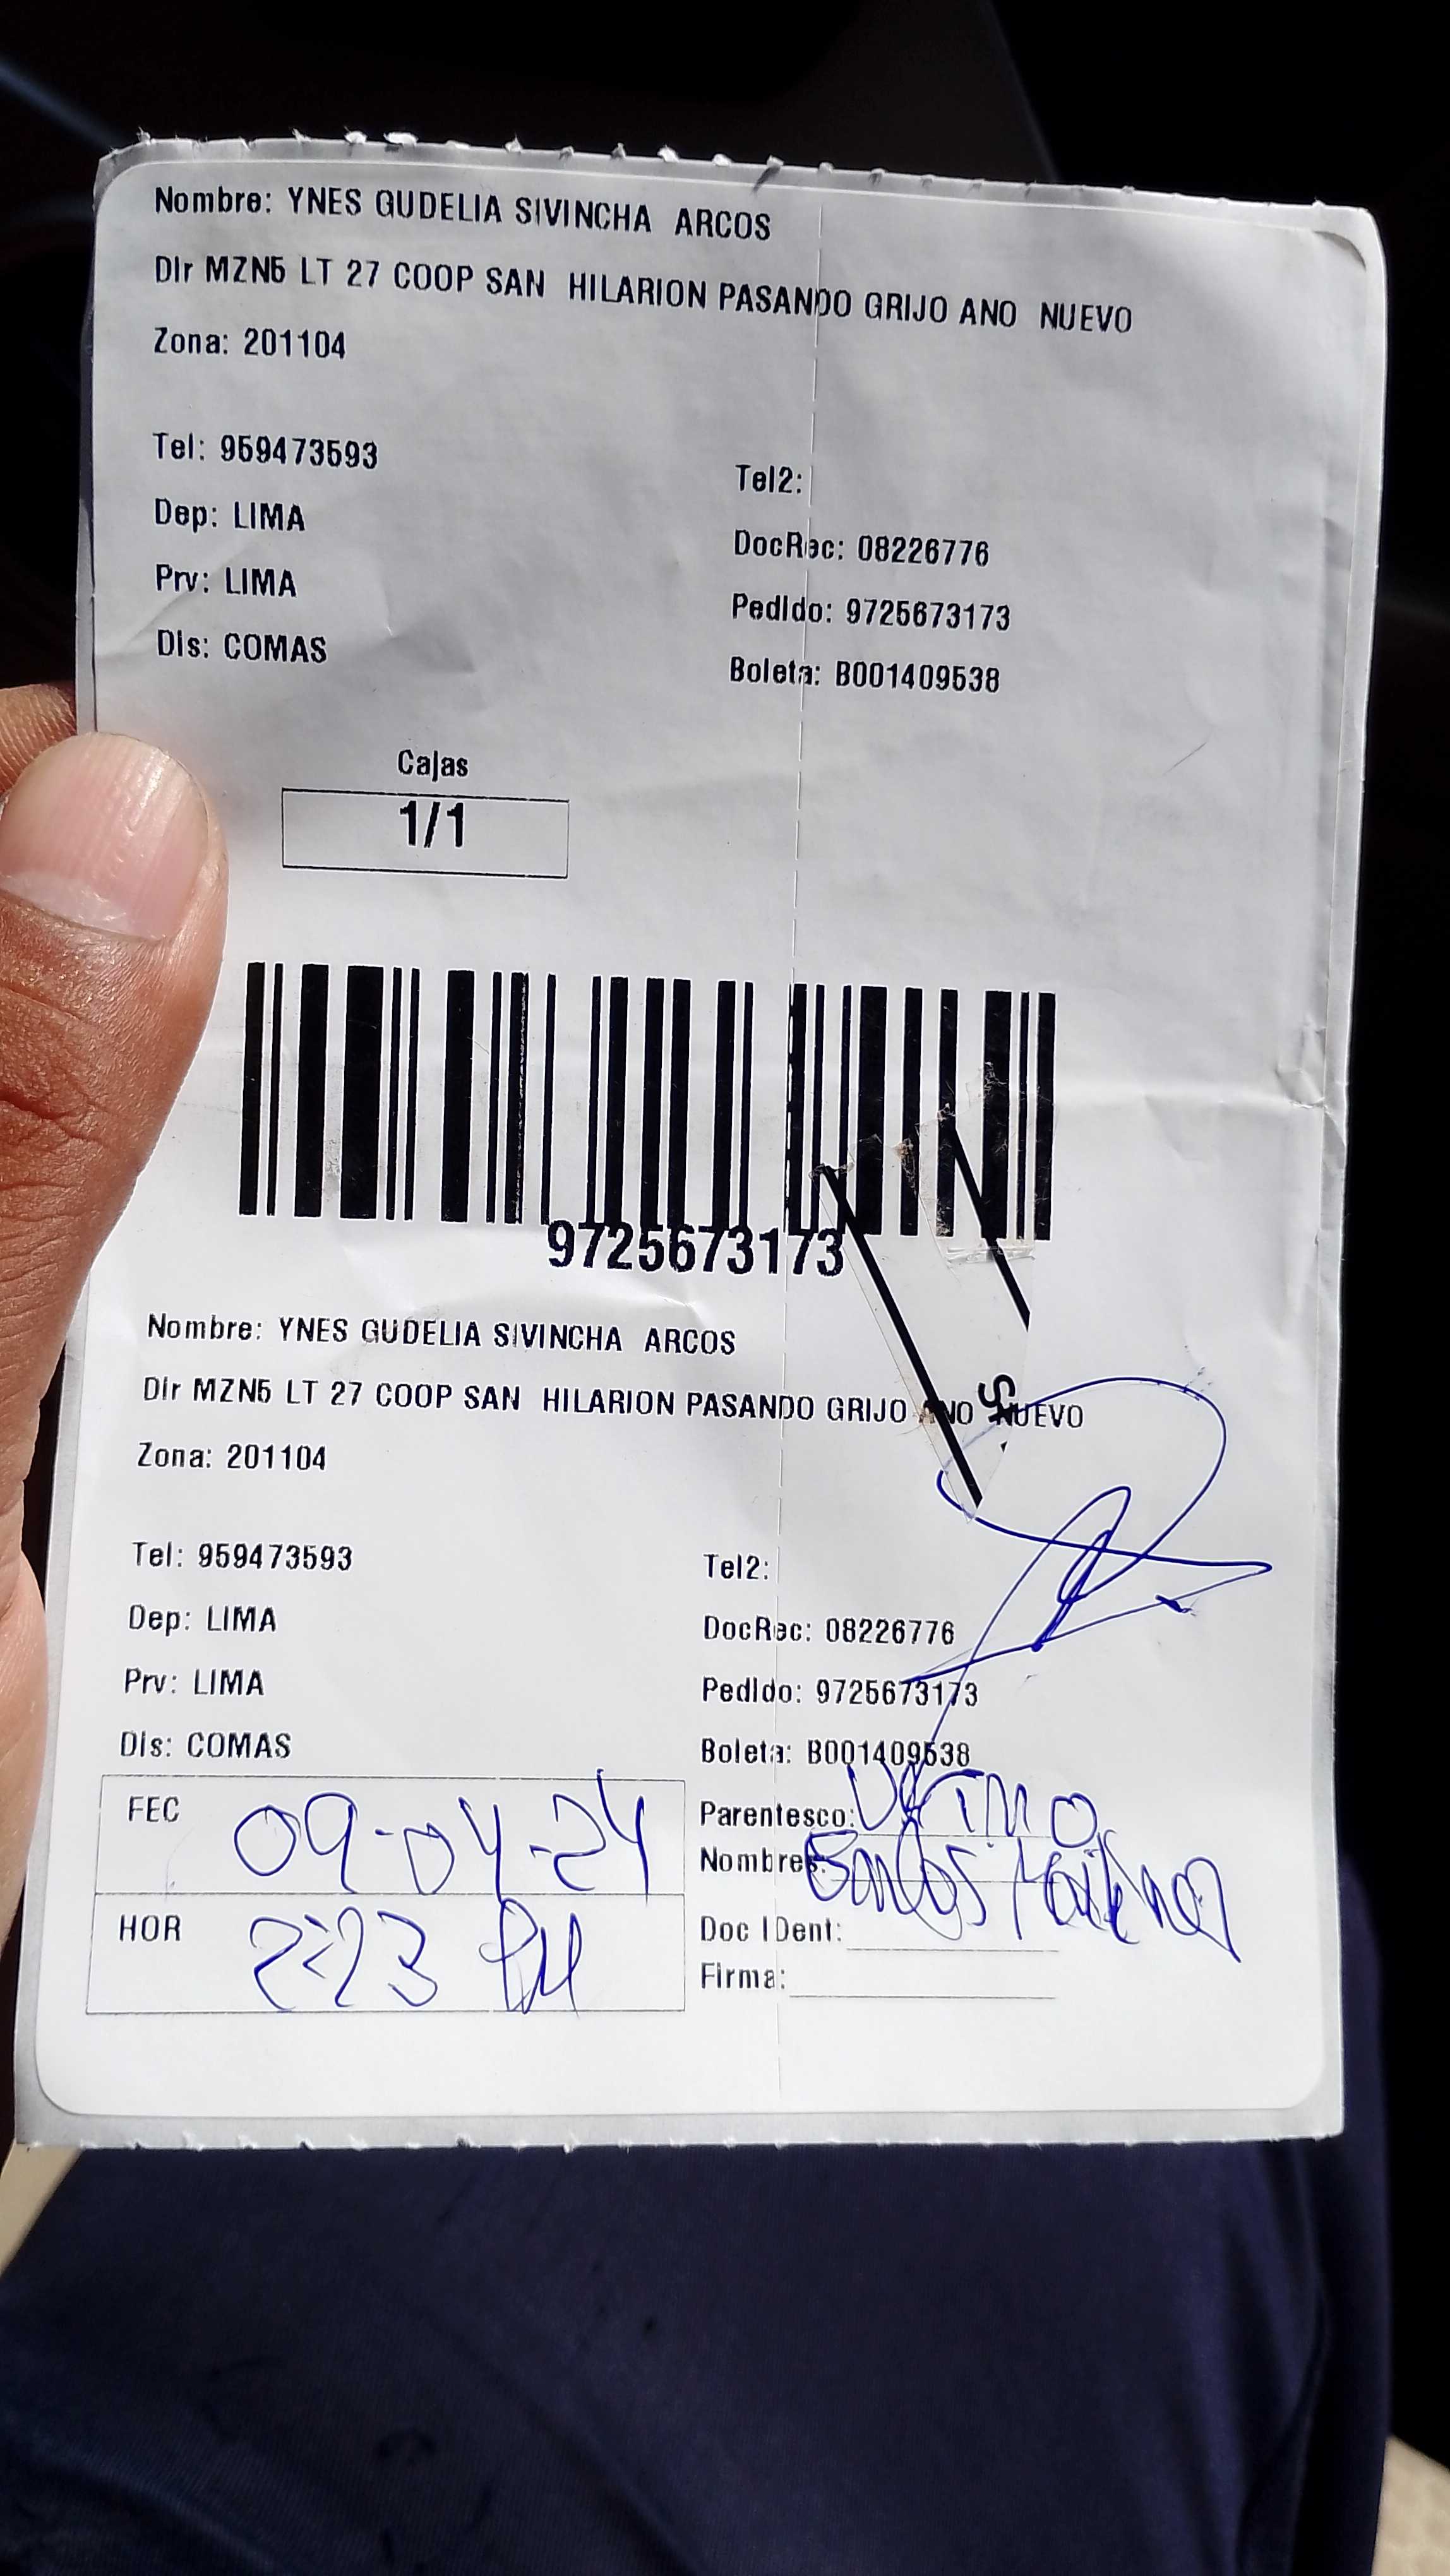 Nombre: YNES GUDELIA SIVINCHA ARCOS
Dir MZN5 LT 27 COOP SAN HILARION PASANDO GRIJO ANO NUEVO
Zona: 201104
Tel: 959473593
Tel2:
Dep: LIMA
DocRec: 08226776
Prv: LIMA
Pedido: 9725673173
Dis: COMAS
Boleta: B001409538
Cajas
1/1
9725673173
Nombre: YNES GUDELIA SIVINCHA ARCOS
Dir MZN5 LT 27 COOP SAN HILARION PASANDO GRIJO ANO NUEVO
Zona: 201104
Tel: 959473593
Tel2:
Dep: LIMA
DocRec: 08226776
Prv: LIMA
Pedido: 9725673173
Dis: COMAS
Boleta: B001409538
FEC 09-04-24
Parentesco:
Nombres:
HOR 2:23 PM
Doc IDent:
Firma: